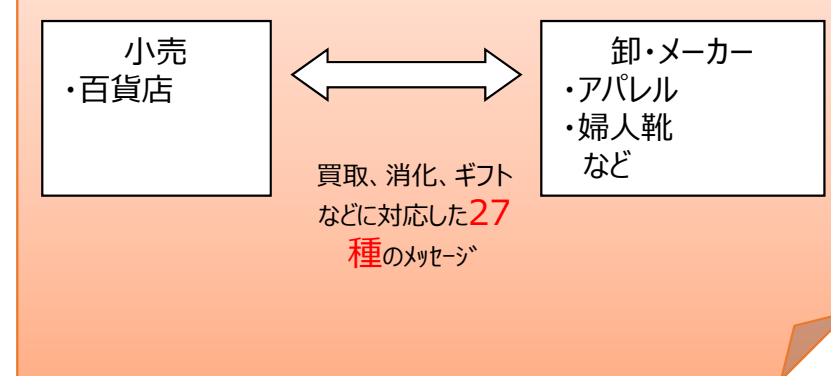 小売
・百貨店
卸・メーカー
・アパレル
・婦人靴
など
買取、消化、ギフト
などに対応した27
種のﾒｯｾｰｼﾞ